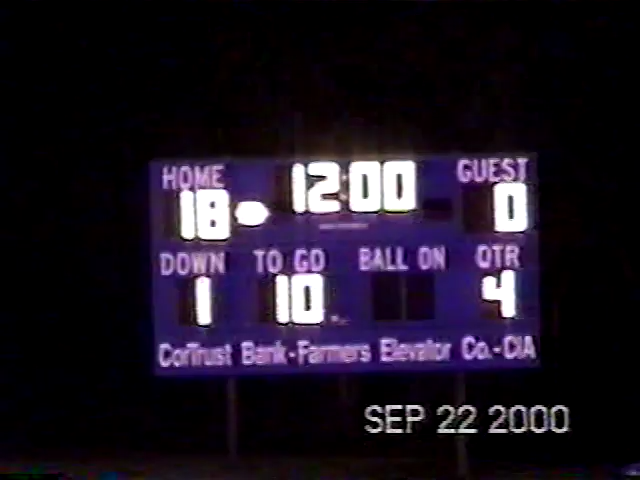 HOME 12:00 GUEST
18 0
DOWN TO GO BALL ON QTR
1 10 4
CorTrust Bank-Farmers Elevator Co.-CIA
SEP 22 2000